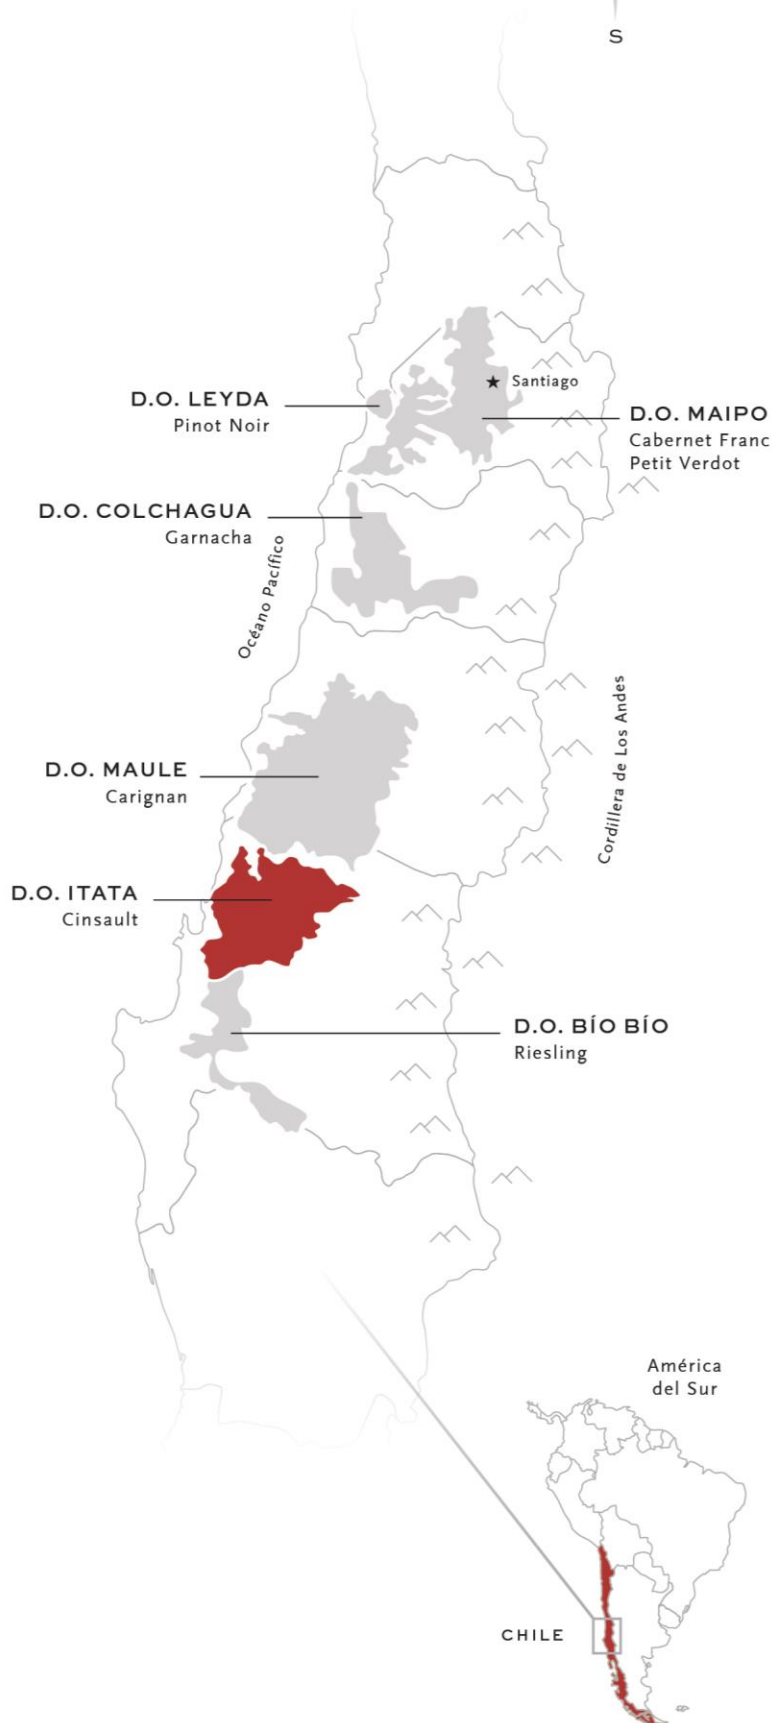 S
Santiago
D.O. LEYDA
Pinot Noir
D.O. MAIPO
Cabernet Franc
Petit Verdot
D.O. COLCHAGUA
Garnacha
Océano Pacífico
Cordillera de Los Andes
D.O. MAULE
Carignan
D.O. ITATA
Cinsault
D.O. BÍO BÍO
Riesling
América
del Sur
CHILE